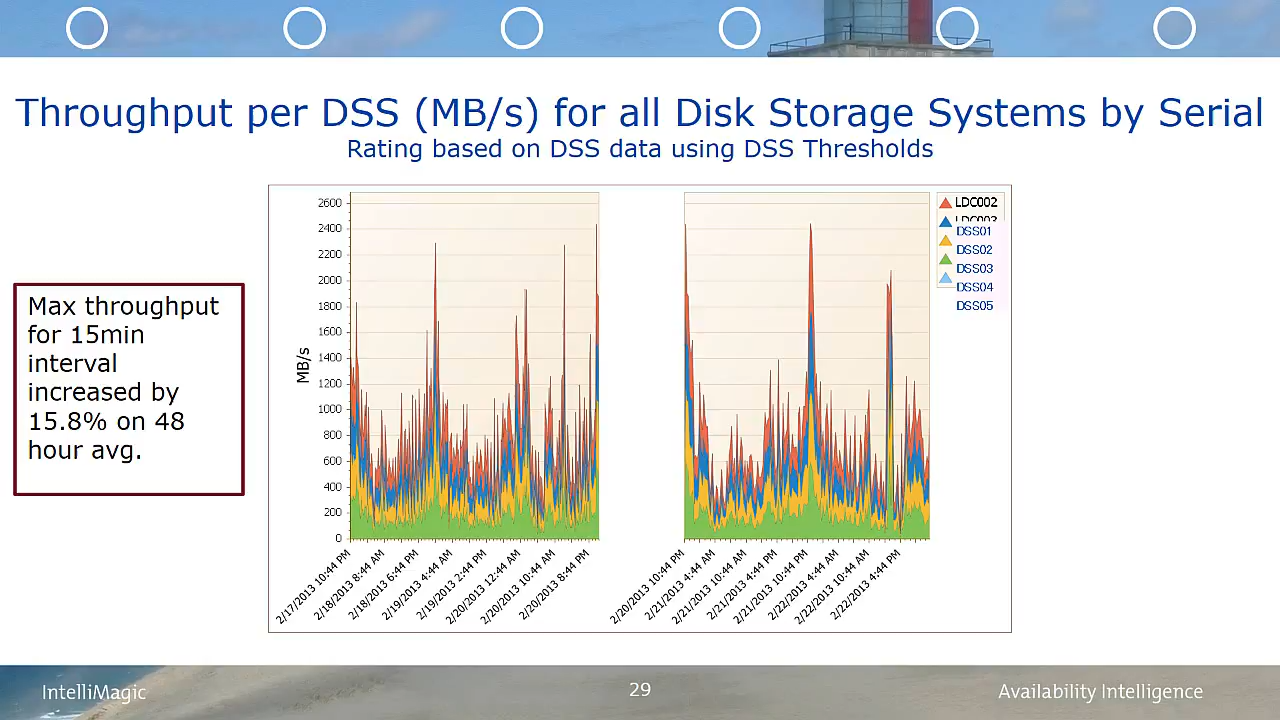 Throughput per DSS (MB/s) for all Disk Storage Systems by Serial
Rating based on DSS data using DSS Thresholds
Max throughput
for 15min
interval
increased by
15.8% on 48
hour avg.
MB/s
2600
2400
2200
2000
1800
1600
1400
1200
1000
800
600
400
200
0
2/17/2013 10:44 PM
2/18/2013 8:44 AM
2/18/2013 6:44 PM
2/19/2013 4:44 AM
2/19/2013 2:44 PM
2/20/2013 12:44 AM
2/20/2013 10:44 AM
2/20/2013 8:44 PM
2/20/2013 10:44 PM
2/21/2013 4:44 AM
2/21/2013 10:44 AM
2/21/2013 4:44 PM
2/21/2013 10:44 PM
2/22/2013 4:44 AM
2/22/2013 10:44 AM
2/22/2013 4:44 PM
LDC002
DSS01
DSS02
DSS03
DSS04
DSS05
IntelliMagic
29
Availability Intelligence